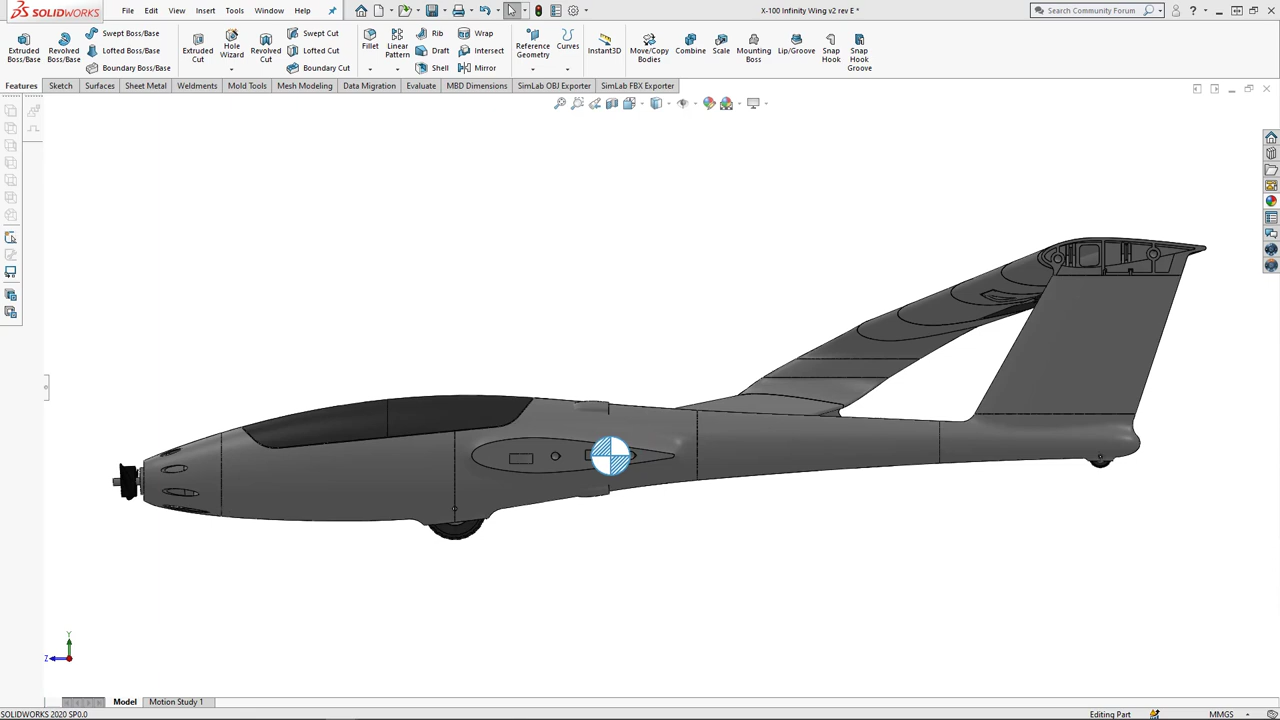 SOLIDWORKS
File Edit View Insert Tools Window Help
X-100 Infinity Wing v2 rev E *
Search Community Forum
Extruded Boss/Base
Revolved Boss/Base
Swept Boss/Base
Lofted Boss/Base
Boundary Boss/Base
Extruded Cut
Hole Wizard
Revolved Cut
Swept Cut
Lofted Cut
Boundary Cut
Fillet
Linear Pattern
Rib
Draft
Shell
Wrap
Intersect
Mirror
Reference Geometry
Curves
Instant3D
Move/Copy Bodies
Combine
Scale
Mounting Boss
Lip/Groove
Snap Hook
Snap Hook Groove
Features Sketch Surfaces Sheet Metal Weldments Mold Tools Mesh Modeling Data Migration Evaluate MBD Dimensions SimLab OBJ Exporter SimLab FBX Exporter
Y
Z
Model Motion Study 1
SOLIDWORKS 2020 SP0.0
Editing Part
MMGS